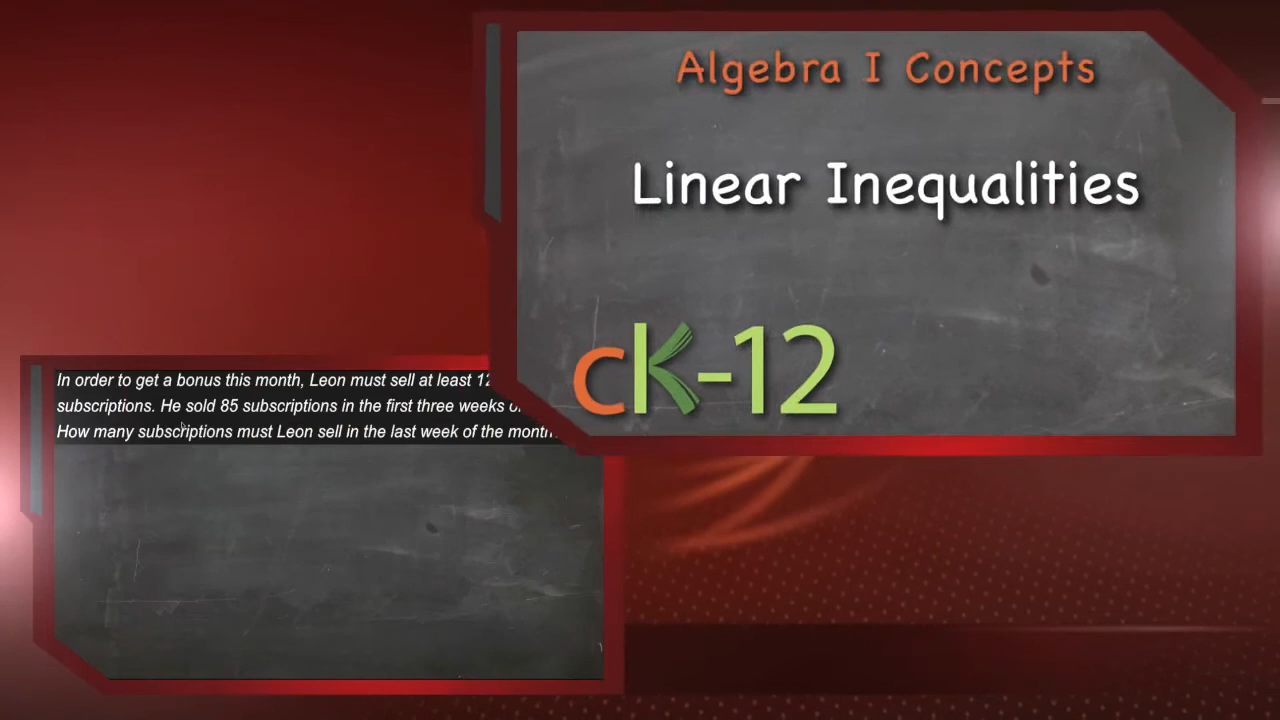 Algebra I Concepts
Linear Inequalities
cK-12
In order to get a bonus this month, Leon must sell at least
subscriptions. He sold 85 subscriptions in the first three weeks
How many subscriptions must Leon sell in the last week of the month